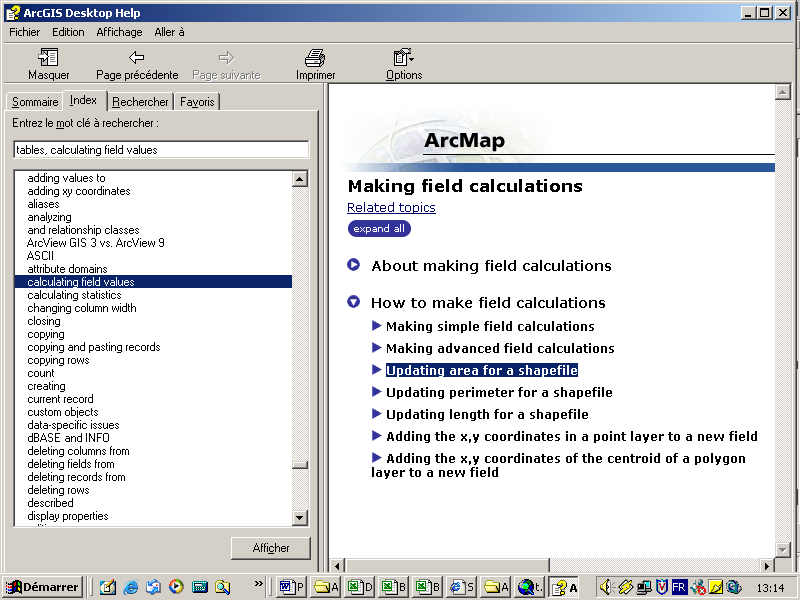 ArcGIS Desktop Help
Fichier Edition Affichage Aller à
Masquer Page précédente Page suivante Imprimer Options
Sommaire Index Rechercher Favoris
Entrez le mot clé à rechercher :
tables, calculating field values
adding values to
adding xy coordinates
aliases
analyzing
and relationship classes
ArcView GIS 3 vs. ArcView 9
ASCII
attribute domains
calculating field values
calculating statistics
changing column width
closing
copying
copying and pasting records
copying rows
count
creating
current record
custom objects
data-specific issues
dBASE and INFO
deleting columns from
deleting fields from
deleting records from
deleting rows
described
display properties
Afficher
ArcMap
Making field calculations
Related topics
expand all
About making field calculations
How to make field calculations
Making simple field calculations
Making advanced field calculations
Updating area for a shapefile
Updating perimeter for a shapefile
Updating length for a shapefile
Adding the x,y coordinates in a point layer to a new field
Adding the x,y coordinates of the centroid of a polygon
layer to a new field
Démarrer » P A D B B S A t. A FR 13:14